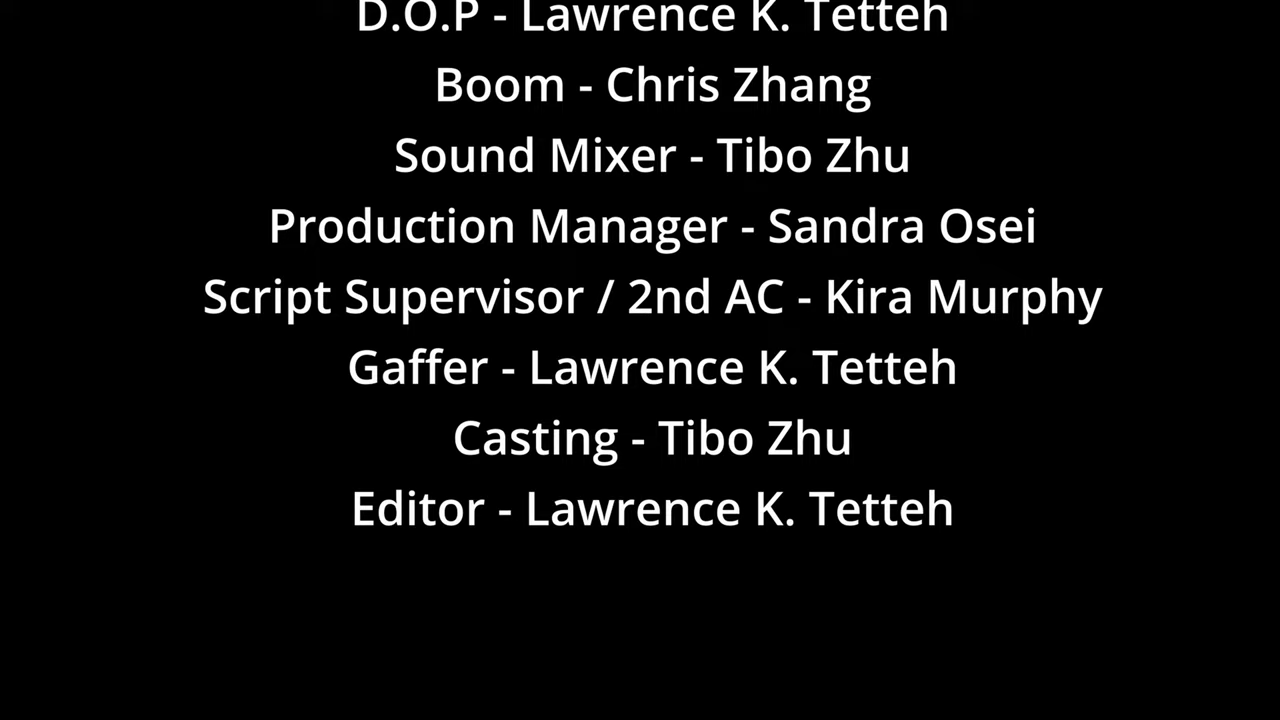 D.O.P - Lawrence K. Tetteh
Boom - Chris Zhang
Sound Mixer - Tibo Zhu
Production Manager - Sandra Osei
Script Supervisor / 2nd AC - Kira Murphy
Gaffer - Lawrence K. Tetteh
Casting - Tibo Zhu
Editor - Lawrence K. Tetteh